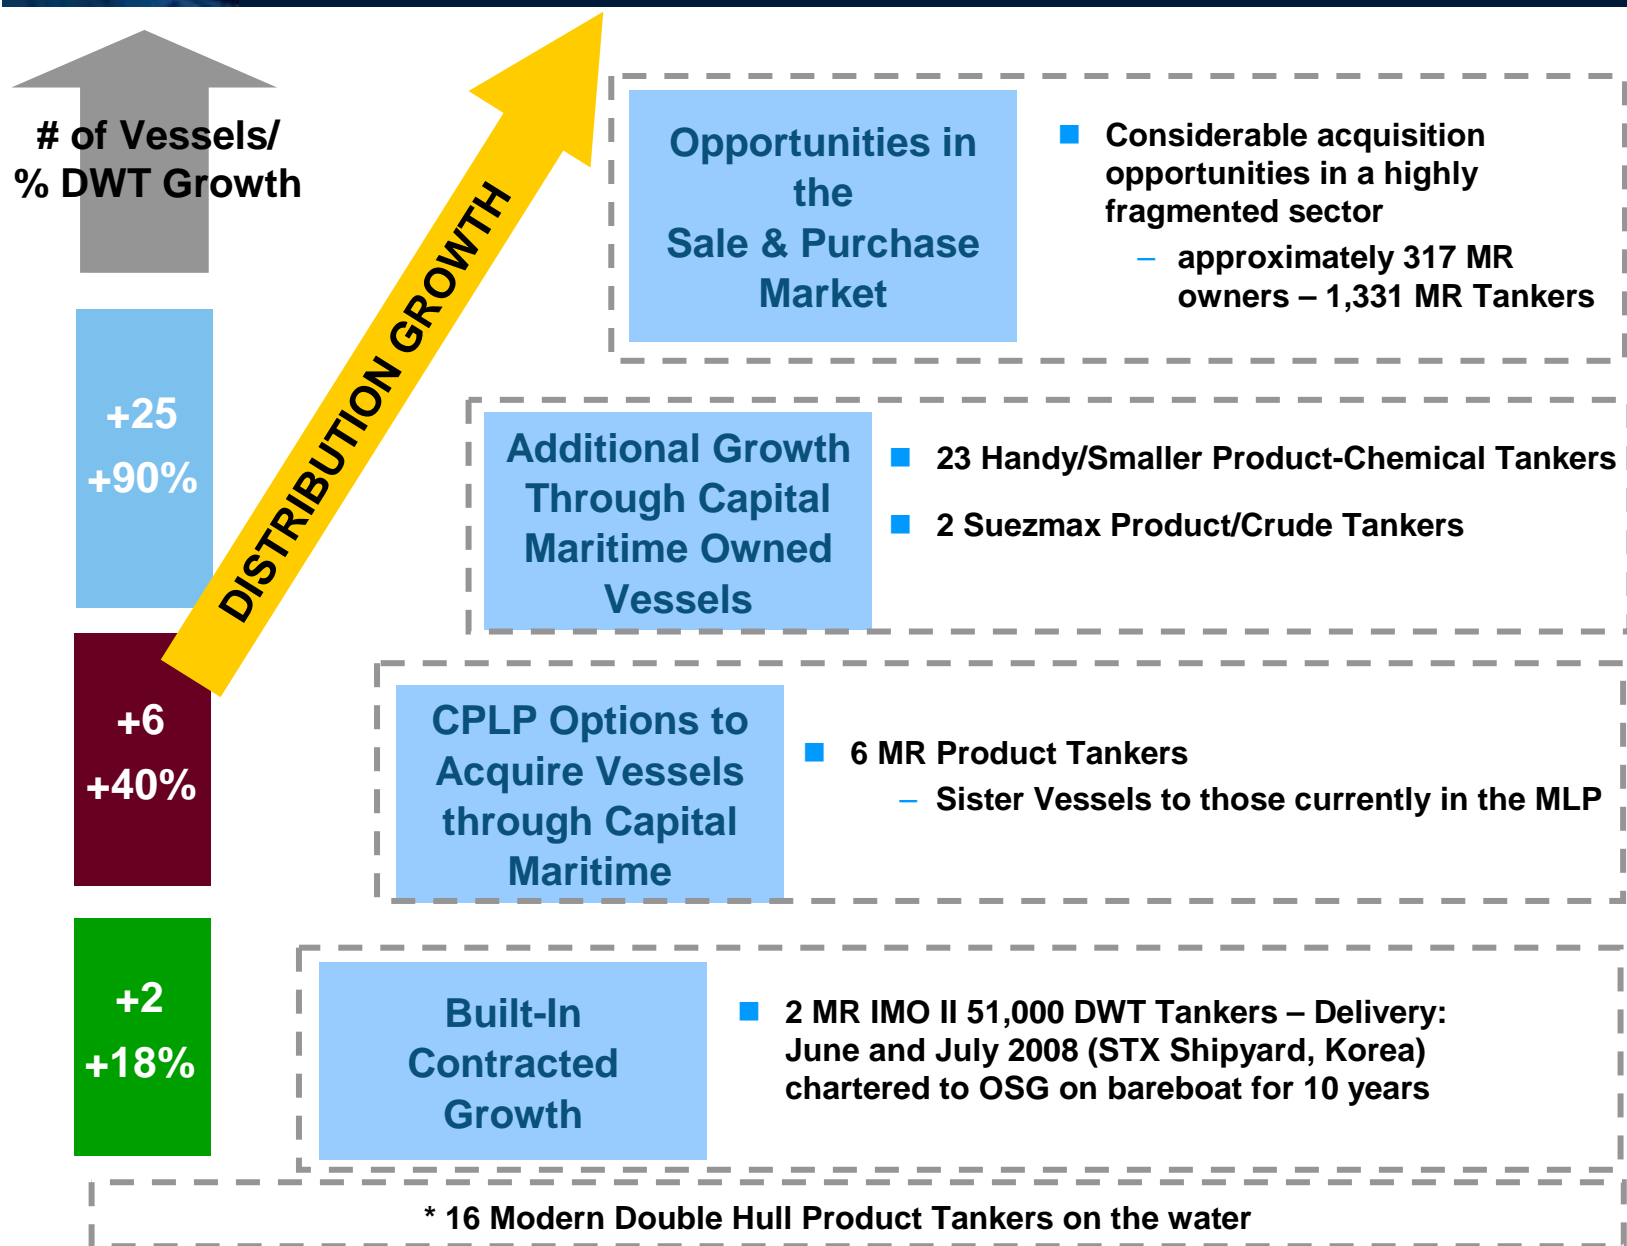 # of Vessels/
% DWT Growth
DISTRIBUTION GROWTH
Opportunities in
the
Sale & Purchase
Market
Considerable acquisition
opportunities in a highly
fragmented sector
– approximately 317 MR
owners – 1,331 MR Tankers
+25
+90%
Additional Growth
Through Capital
Maritime Owned
Vessels
23 Handy/Smaller Product-Chemical Tankers
2 Suezmax Product/Crude Tankers
+6
+40%
CPLP Options to
Acquire Vessels
through Capital
Maritime
6 MR Product Tankers
– Sister Vessels to those currently in the MLP
+2
+18%
Built-In
Contracted
Growth
2 MR IMO II 51,000 DWT Tankers – Delivery:
June and July 2008 (STX Shipyard, Korea)
chartered to OSG on bareboat for 10 years
* 16 Modern Double Hull Product Tankers on the water